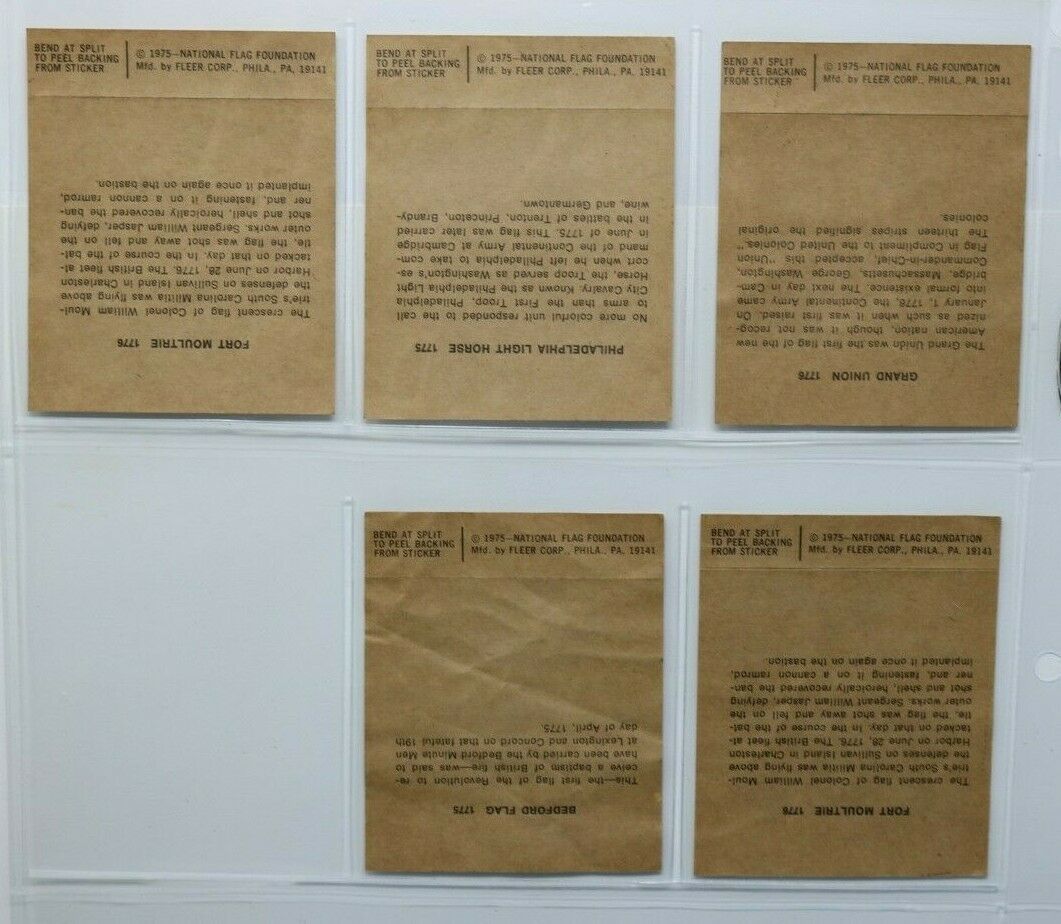 BEND AT SPLIT
TO PEEL BACKING
FROM STICKER
© 1975—NATIONAL FLAG FOUNDATION
Mfd. by FLEER CORP., PHILA., PA. 19141
FORT MOULTRIE 1776
The crescent flag of Colonel William Moul-
trie's South Carolina Militia was flying above
the defenses on Sullivan Island in Charleston
Harbor on June 28, 1776. The British fleet at-
tacked on that day. In the course of the bat-
tle, the flag was shot away and fell on the
outer works. Sergeant William Jasper, defying
shot and shell, heroically recovered the ban-
ner and, fastening it on a cannon ramrod,
implanted it once again on the bastion.
BEND AT SPLIT
TO PEEL BACKING
FROM STICKER
© 1975—NATIONAL FLAG FOUNDATION
Mfd. by FLEER CORP., PHILA., PA. 19141
PHILADELPHIA LIGHT HORSE 1775
No more colorful unit responded to the call
to arms than the First Troop, Philadelphia
City Cavalry. Known as the Philadelphia Light
Horse, the Troop served as Washington's es-
cort when he left Philadelphia to take com-
mand of the Continental Army at Cambridge
in June of 1775. This flag was later carried
in the battles of Trenton, Princeton, Brandy-
wine, and Germantown.
BEND AT SPLIT
TO PEEL BACKING
FROM STICKER
© 1975—NATIONAL FLAG FOUNDATION
Mfd. by FLEER CORP., PHILA., PA. 19141
GRAND UNION 1776
The Grand Union was the first flag of the new
American nation, though it was not recog-
nized as such when it was first raised. On
January 1, 1776, the Continental Army came
into formal existence. The next day in Cam-
bridge, Massachusetts, George Washington,
Commander-in-Chief, accepted this "Union
Flag in Compliment to the United Colonies."
The thirteen stripes signified the original
colonies.
BEND AT SPLIT
TO PEEL BACKING
FROM STICKER
© 1975—NATIONAL FLAG FOUNDATION
Mfd. by FLEER CORP., PHILA., PA. 19141
BEDFORD FLAG 1775
This—the first flag of the Revolution to re-
ceive a baptism of British fire—was said to
have been carried by the Bedford Minute Men
at Lexington and Concord on that fateful 19th
day of April, 1775.
BEND AT SPLIT
TO PEEL BACKING
FROM STICKER
© 1975—NATIONAL FLAG FOUNDATION
Mfd. by FLEER CORP., PHILA., PA. 19141
FORT MOULTRIE 1776
The crescent flag of Colonel William Moul-
trie's South Carolina Militia was flying above
the defenses on Sullivan Island in Charleston
Harbor on June 28, 1776. The British fleet at-
tacked on that day. In the course of the bat-
tle, the flag was shot away and fell on the
outer works. Sergeant William Jasper, defying
shot and shell, heroically recovered the ban-
ner and, fastening it on a cannon ramrod,
implanted it once again on the bastion.